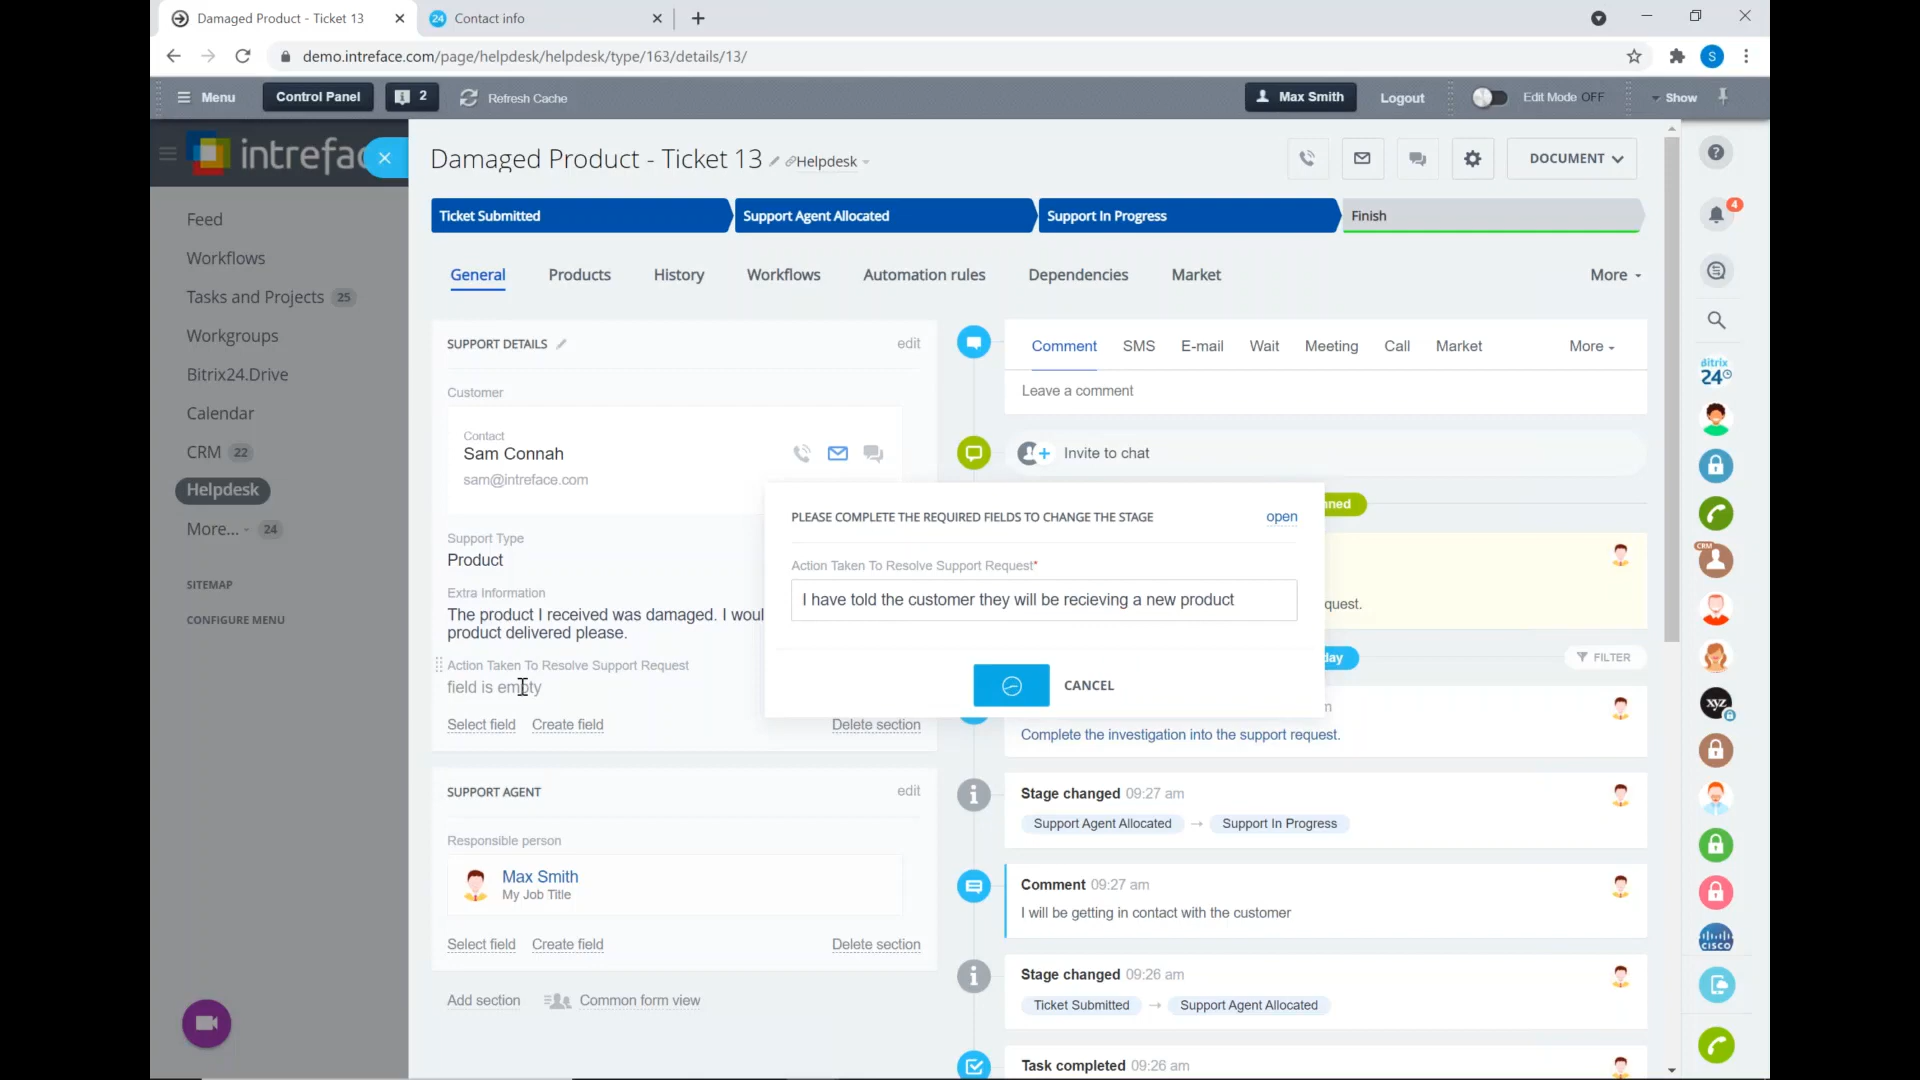 Damaged Product - Ticket 13
24 Contact info
demo.intreface.com/page/helpdesk/helpdesk/type/163/details/13/
S
Menu
Control Panel
2
Refresh Cache
Max Smith
Logout
Edit Mode OFF
Show
intrefac
Damaged Product - Ticket 13
Helpdesk
DOCUMENT
Ticket Submitted
Support Agent Allocated
Support In Progress
Finish
4
Feed
Workflows
Tasks and Projects 25
Workgroups
Bitrix24.Drive
Calendar
CRM 22
Helpdesk
More... 24
SITEMAP
CONFIGURE MENU
General
Products
History
Workflows
Automation rules
Dependencies
Market
More
SUPPORT DETAILS
edit
Customer
Contact
Sam Connah
sam@intreface.com
Support Type
Product
Extra Information
The product I received was damaged. I woul
product delivered please.
Action Taken To Resolve Support Request
field is empty
Select field Create field
Delete section
SUPPORT AGENT
edit
Responsible person
Max Smith
My Job Title
Select field Create field
Delete section
Add section
Common form view
Comment SMS E-mail Wait Meeting Call Market More
Leave a comment
Invite to chat
nned
PLEASE COMPLETE THE REQUIRED FIELDS TO CHANGE THE STAGE
open
Action Taken To Resolve Support Request*
I have told the customer they will be recieving a new product
CANCEL
quest.
day
FILTER
Complete the investigation into the support request.
Stage changed 09:27 am
Support Agent Allocated → Support In Progress
Comment 09:27 am
I will be getting in contact with the customer
Stage changed 09:26 am
Ticket Submitted → Support Agent Allocated
Task completed 09:26 am
Bitrix
24
CRM
xyz
CISCO